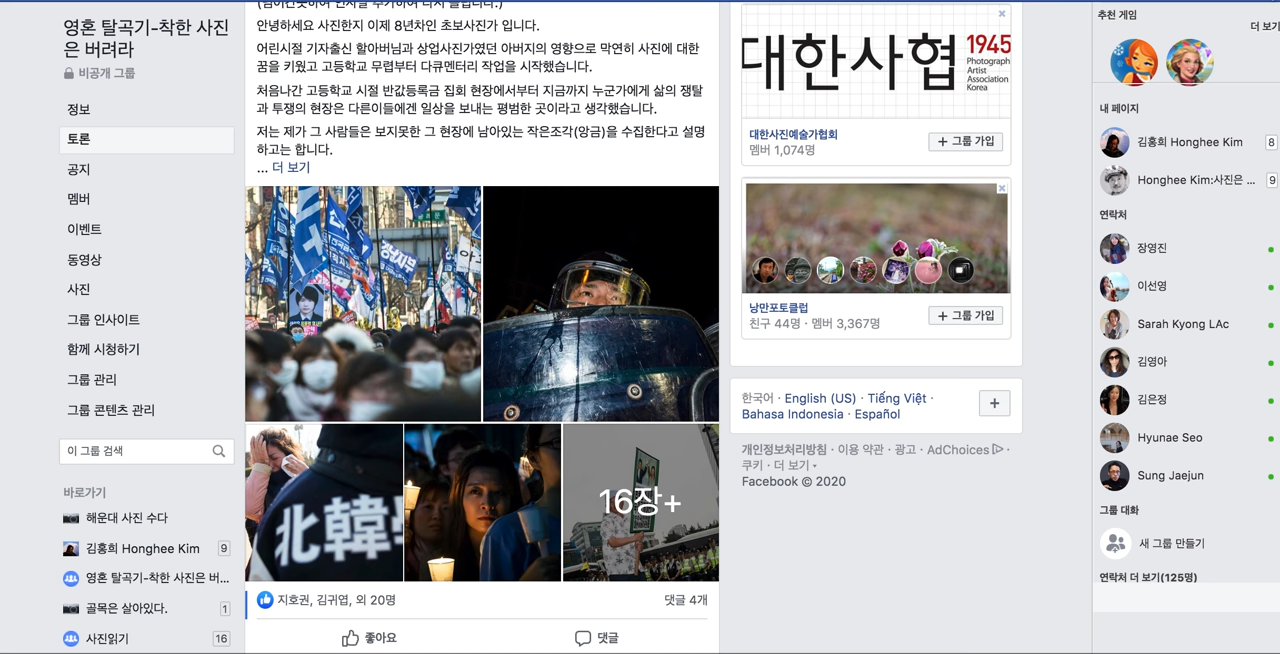 영혼 탈곡기-착한 사진
은 버려라
비공개 그룹
정보
토론
공지
멤버
이벤트
동영상
사진
그룹 인사이트
함께 시청하기
그룹 관리
그룹 콘텐츠 관리
이 그룹 검색
바로가기
해운대 사진 수다
김홍희 Honghee Kim 9
영혼 탈곡기-착한 사진은 버...
골목은 살아있다. 1
사진읽기 16
안녕하세요 사진한지 이제 8년차인 초보사진가 입니다.
어린시절 기자출신 할아버님과 상업사진가였던 아버지의 영향으로 막연히 사진에 대한
꿈을 키웠고 고등학교 무렵부터 다큐멘터리 작업을 시작했습니다.
처음나간 고등학교 시절 반값등록금 집회 현장에서부터 지금까지 누군가에게 삶의 쟁탈
과 투쟁의 현장은 다른이들에겐 일상을 보내는 평범한 곳이라고 생각했습니다.
저는 제가 그 사람들은 보지못한 그 현장에 남아있는 작은조각(앙금)을 수집한다고 설명
하고는 합니다.
... 더 보기
北韓
16장+
지호권, 김귀엽, 외 20명
댓글 4개
좋아요
댓글
대한사협
1945
Photograph
Artist
Association
Korea
대한사진예술가협회
멤버 1,074명
+ 그룹 가입
낭만포토클럽
친구 44명 · 멤버 3,367명
+ 그룹 가입
한국어 · English (US) · Tiếng Việt ·
Bahasa Indonesia · Español
개인정보처리방침 · 이용 약관 · 광고 · AdChoices ·
쿠키 · 더 보기
Facebook © 2020
추천 게임
더 보기
내 페이지
김홍희 Honghee Kim 8
Honghee Kim:사진은 ... 9
연락처
장영진
이선영
Sarah Kyong LAc
김영아
김은정
Hyunae Seo
Sung Jaejun
그룹 대화
새 그룹 만들기
연락처 더 보기(125명)